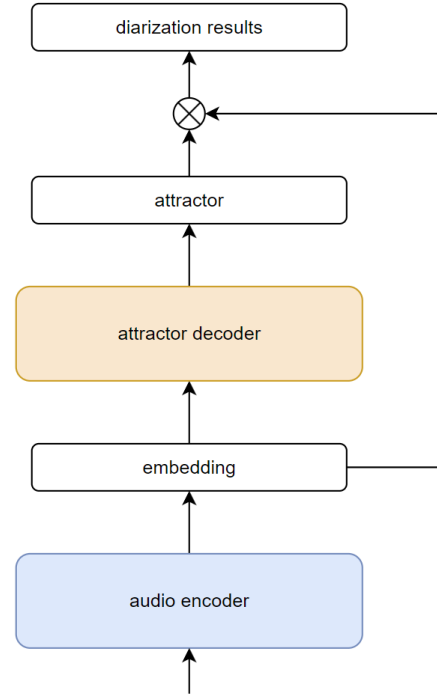 diarization results
attractor
attractor decoder
embedding
audio encoder